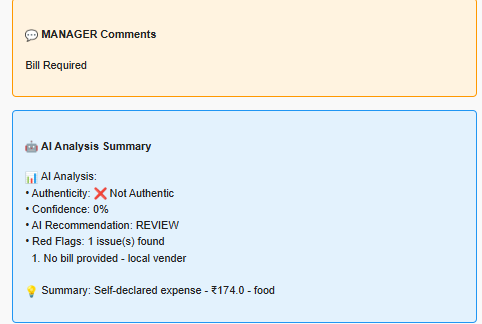 💬 MANAGER Comments
Bill Required
🤖 AI Analysis Summary
📊 AI Analysis:
• Authenticity: ❌ Not Authentic
• Confidence: 0%
• AI Recommendation: REVIEW
• Red Flags: 1 issue(s) found
1. No bill provided - local vender
💡 Summary: Self-declared expense - ₹174.0 - food